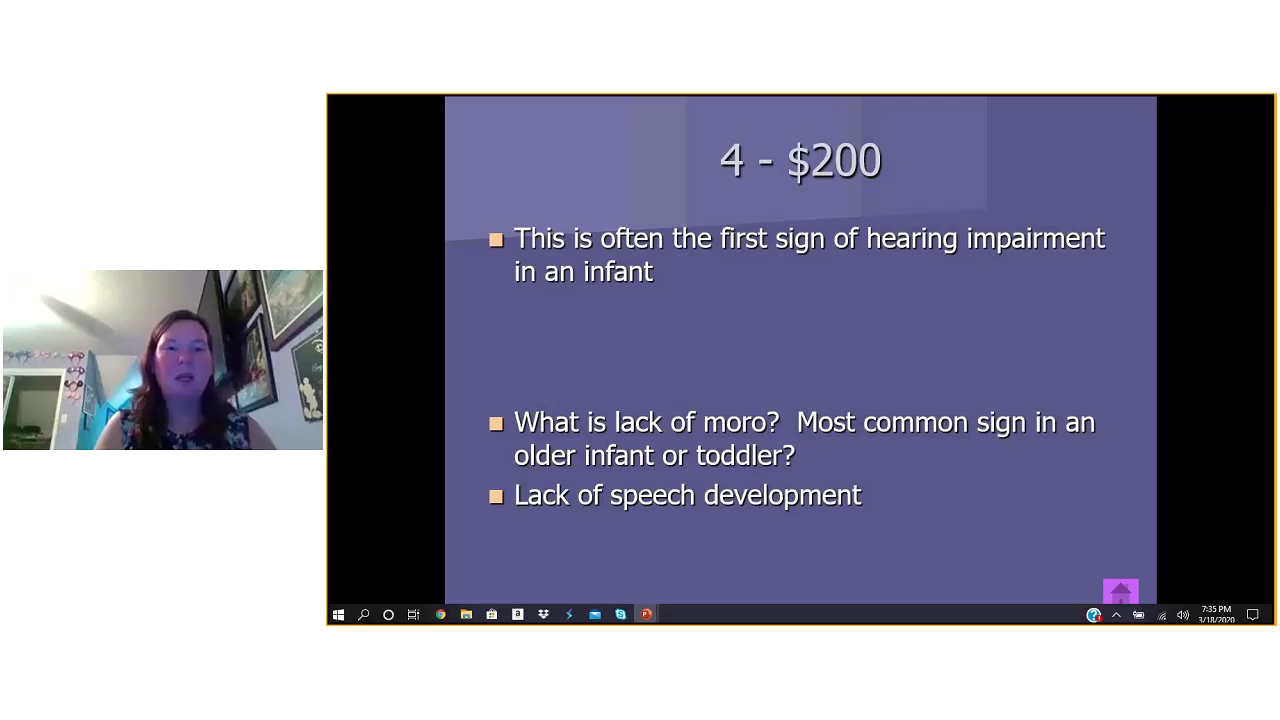 4 - $200
This is often the first sign of hearing impairment
in an infant
What is lack of moro? Most common sign in an
older infant or toddler?
Lack of speech development
7:35 PM
3/18/2020